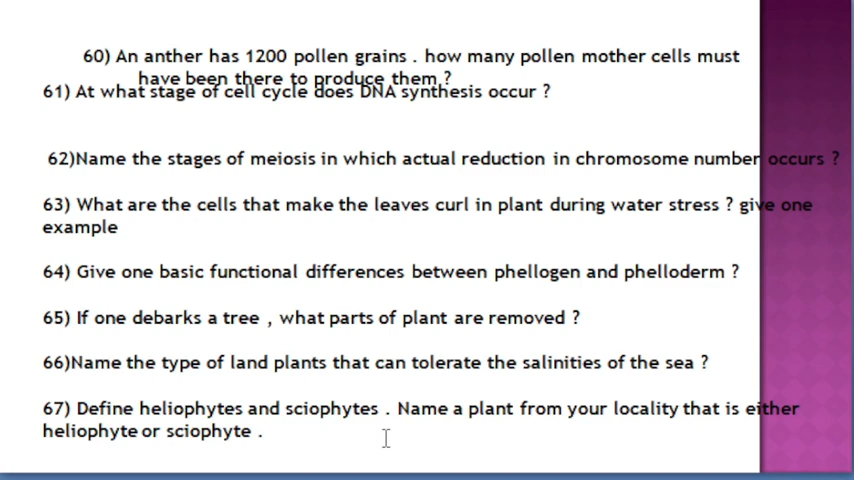 60) An anther has 1200 pollen grains . how many pollen mother cells must
have been there to produce them ?
61) At what stage of cell cycle does DNA synthesis occur ?
62)Name the stages of meiosis in which actual reduction in chromosome number occurs ?
63) What are the cells that make the leaves curl in plant during water stress ? give one
example
64) Give one basic functional differences between phellogen and phelloderm ?
65) If one debarks a tree , what parts of plant are removed ?
66)Name the type of land plants that can tolerate the salinities of the sea ?
67) Define heliophytes and sciophytes . Name a plant from your locality that is either
heliophyte or sciophyte .